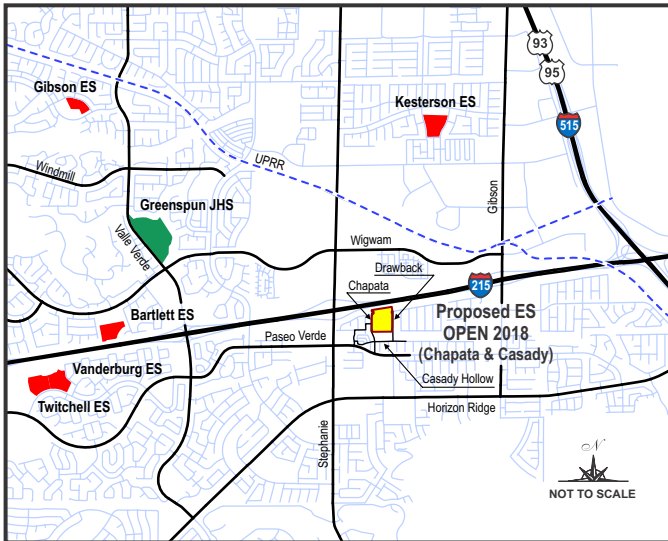 93
95
515
Gibson ES
Kesterson ES
UPRR
Windmill
Greenspun JHS
Gibson
Valle Verde
Wigwam
Drawback
Chapata
215
Bartlett ES
Proposed ES
OPEN 2018
(Chapata & Casady)
Paseo Verde
Vanderburg ES
Casady Hollow
Twitchell ES
Horizon Ridge
Stephanie
N
NOT TO SCALE